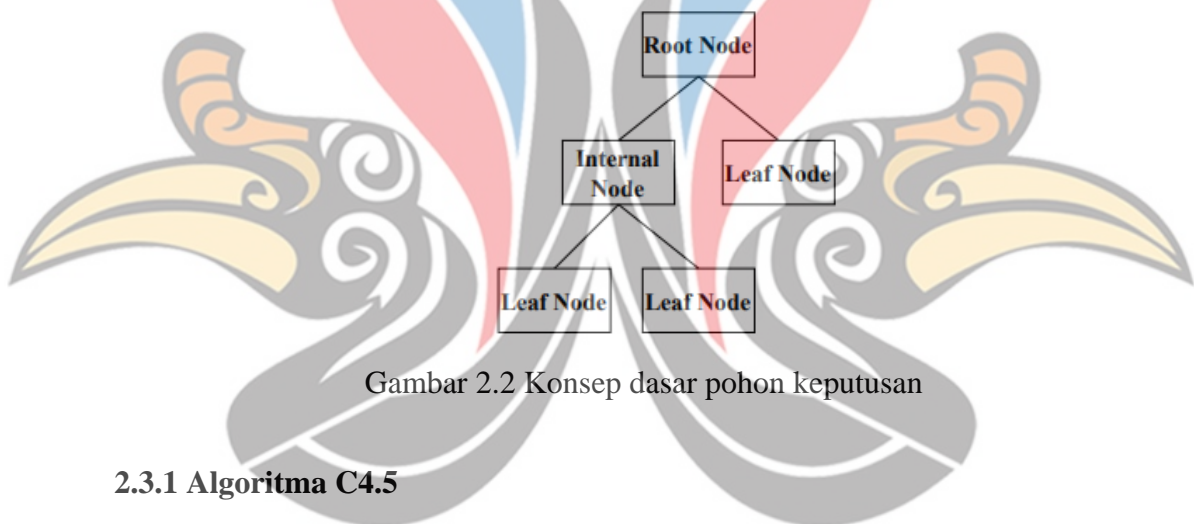 Root Node
Internal
Node
Leaf Node
Leaf Node
Leaf Node
Gambar 2.2 Konsep dasar pohon keputusan
2.3.1 Algoritma C4.5